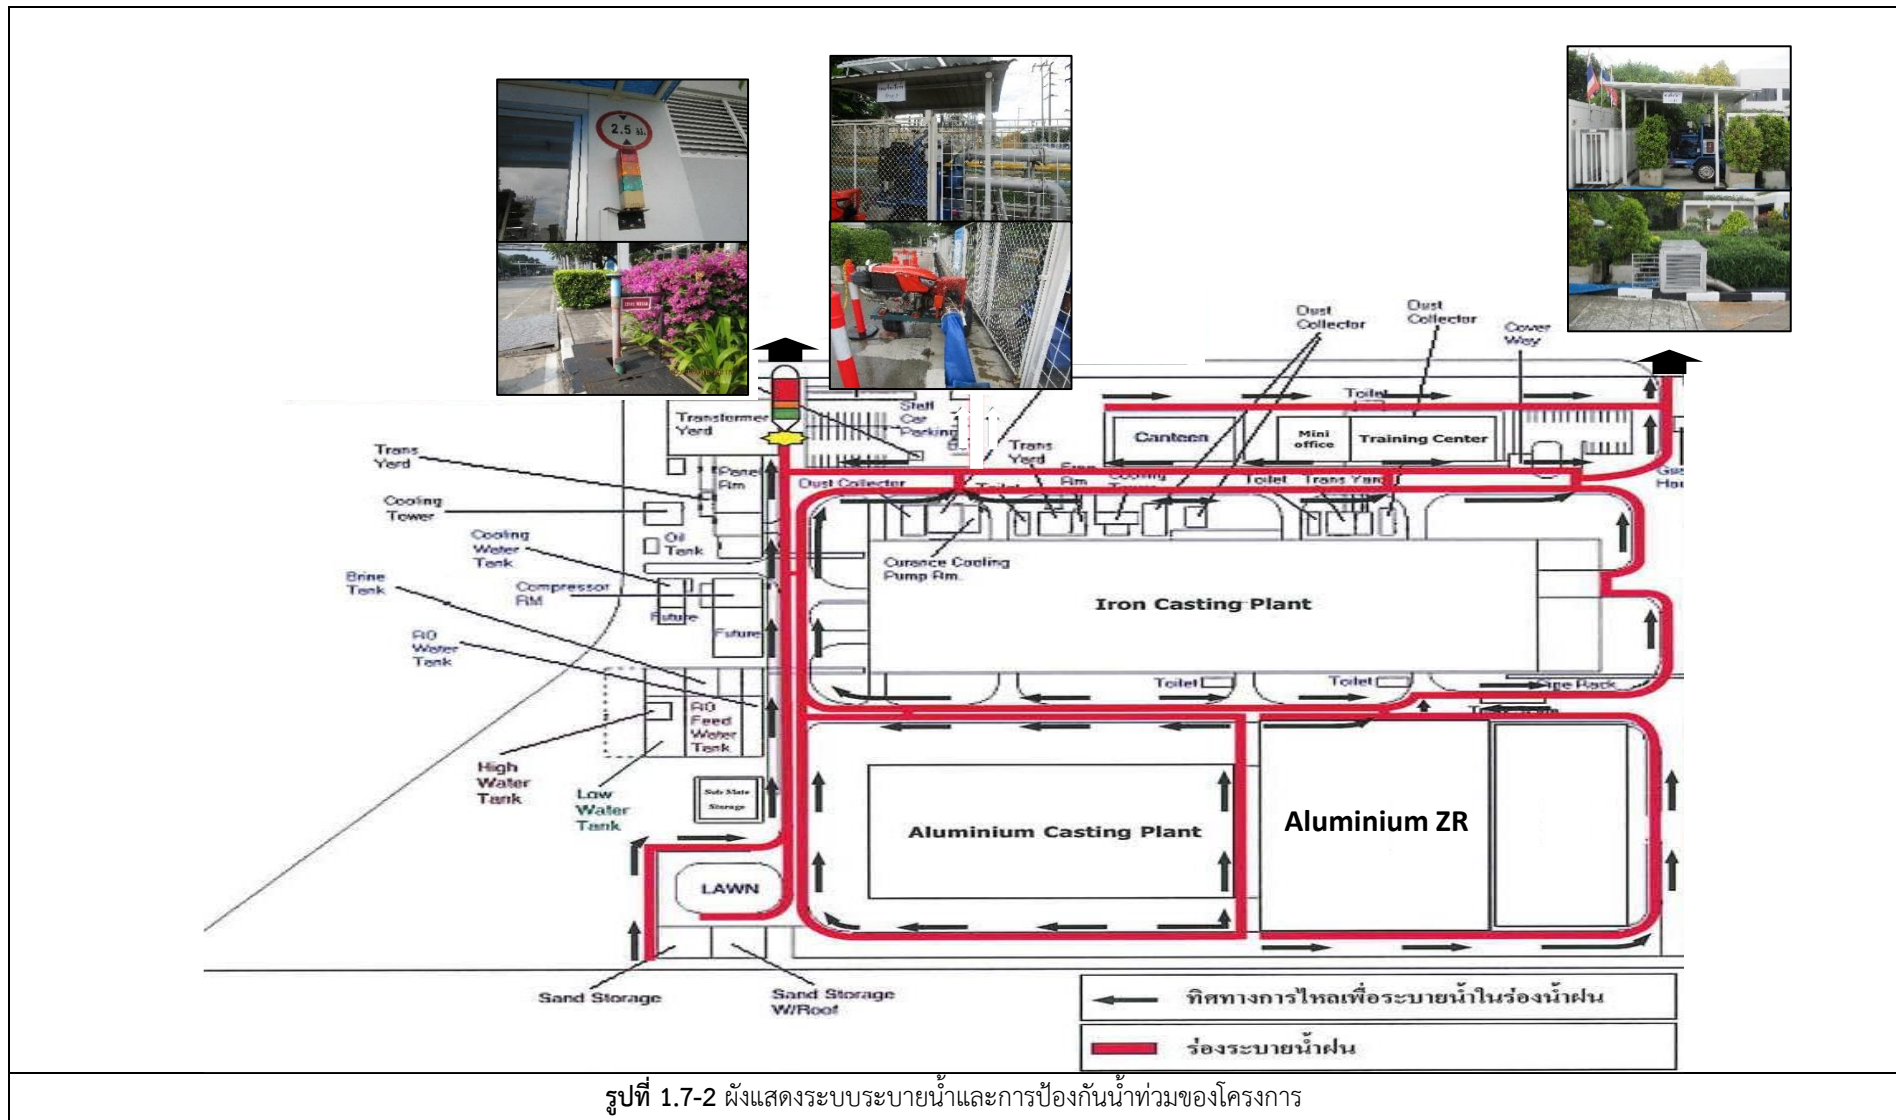 2.5 ม.
Dust
Collector
Dust
Collector
Cover
Way
Toilet
Transformer
Yard
Staff
Car
Parking
Canteen
Mini
office
Training Center
Trans
Yard
Trans
Yard
Panel
Rm
Dust Collector
Toilet
Toilet
Trans Yard
Cooling
Tower
Cooling
Water
Tank
Oil
Tank
Curance Cooling
Pump Rm.
Brine
Tank
Compressor
RM
Future
Future
Iron Casting Plant
RO
Water
Tank
Toilet
Toilet
Pipe Rack
RO
Feed
Water
Tank
High
Water
Tank
Low
Water
Tank
Sub Mate
Storage
Aluminium Casting Plant
Aluminium ZR
LAWN
Sand Storage
Sand Storage
W/Roof
ทิศทางการไหลเพื่อระบายน้ำในร่องน้ำฝน
ร่องระบายน้ำฝน
รูปที่ 1.7-2 ผังแสดงระบบระบายน้ำและการป้องกันน้ำท่วมของโครงการ